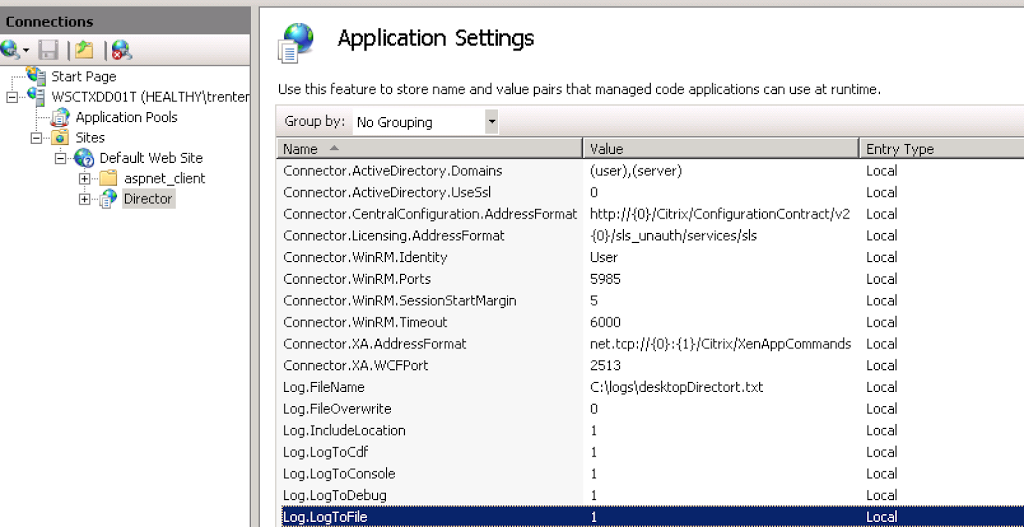 Connections
Start Page
WSCTXDD01T (HEALTHY\trenter
Application Pools
Sites
Default Web Site
aspnet_client
Director
Application Settings
Use this feature to store name and value pairs that managed code applications can use at runtime.
Group by: No Grouping
Name Value Entry Type
Connector.ActiveDirectory.Domains (user),(server) Local
Connector.ActiveDirectory.UseSsl 0 Local
Connector.CentralConfiguration.AddressFormat http://{0}/Citrix/ConfigurationContract/v2 Local
Connector.Licensing.AddressFormat {0}/sls_unauth/services/sls Local
Connector.WinRM.Identity User Local
Connector.WinRM.Ports 5985 Local
Connector.WinRM.SessionStartMargin 5 Local
Connector.WinRM.Timeout 6000 Local
Connector.XA.AddressFormat net.tcp://{0}:{1}/Citrix/XenAppCommands Local
Connector.XA.WCFPort 2513 Local
Log.FileName C:\logs\desktopDirectort.txt Local
Log.FileOverwrite 0 Local
Log.IncludeLocation 1 Local
Log.LogToCdf 1 Local
Log.LogToConsole 1 Local
Log.LogToDebug 1 Local
Log.LogToFile 1 Local